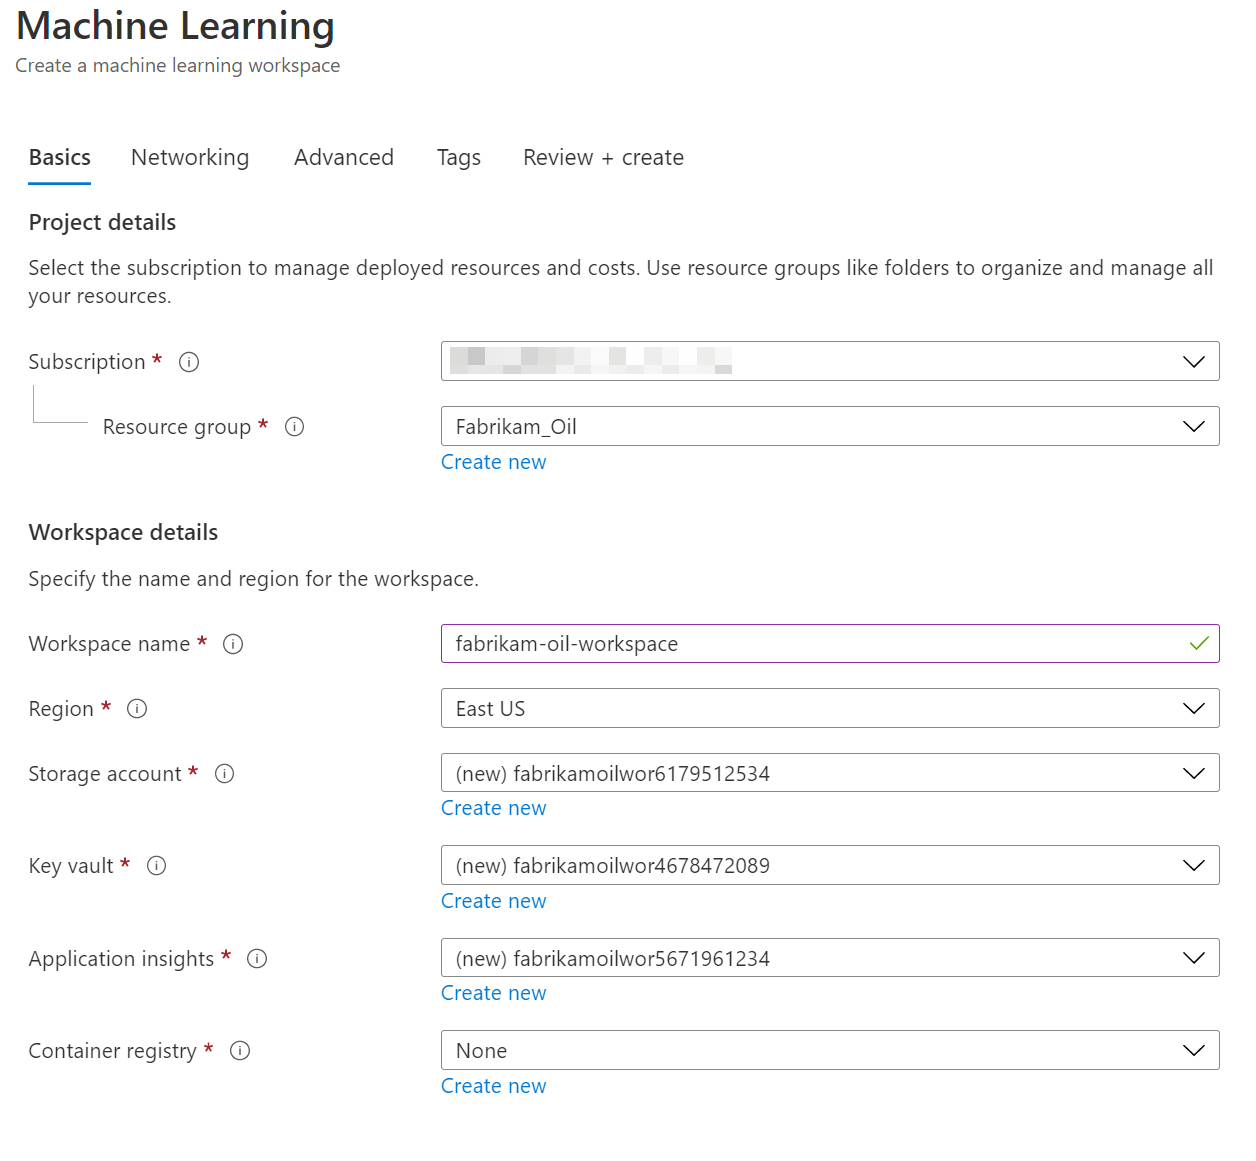 Machine Learning
Create a machine learning workspace
Basics Networking Advanced Tags Review + create
Project details
Select the subscription to manage deployed resources and costs. Use resource groups like folders to organize and manage all
your resources.
Subscription *
Resource group * Fabrikam_Oil
Create new
Workspace details
Specify the name and region for the workspace.
Workspace name * fabrikam-oil-workspace
Region * East US
Storage account * (new) fabrikamoilwor6179512534
Create new
Key vault * (new) fabrikamoilwor4678472089
Create new
Application insights * (new) fabrikamoilwor5671961234
Create new
Container registry * None
Create new